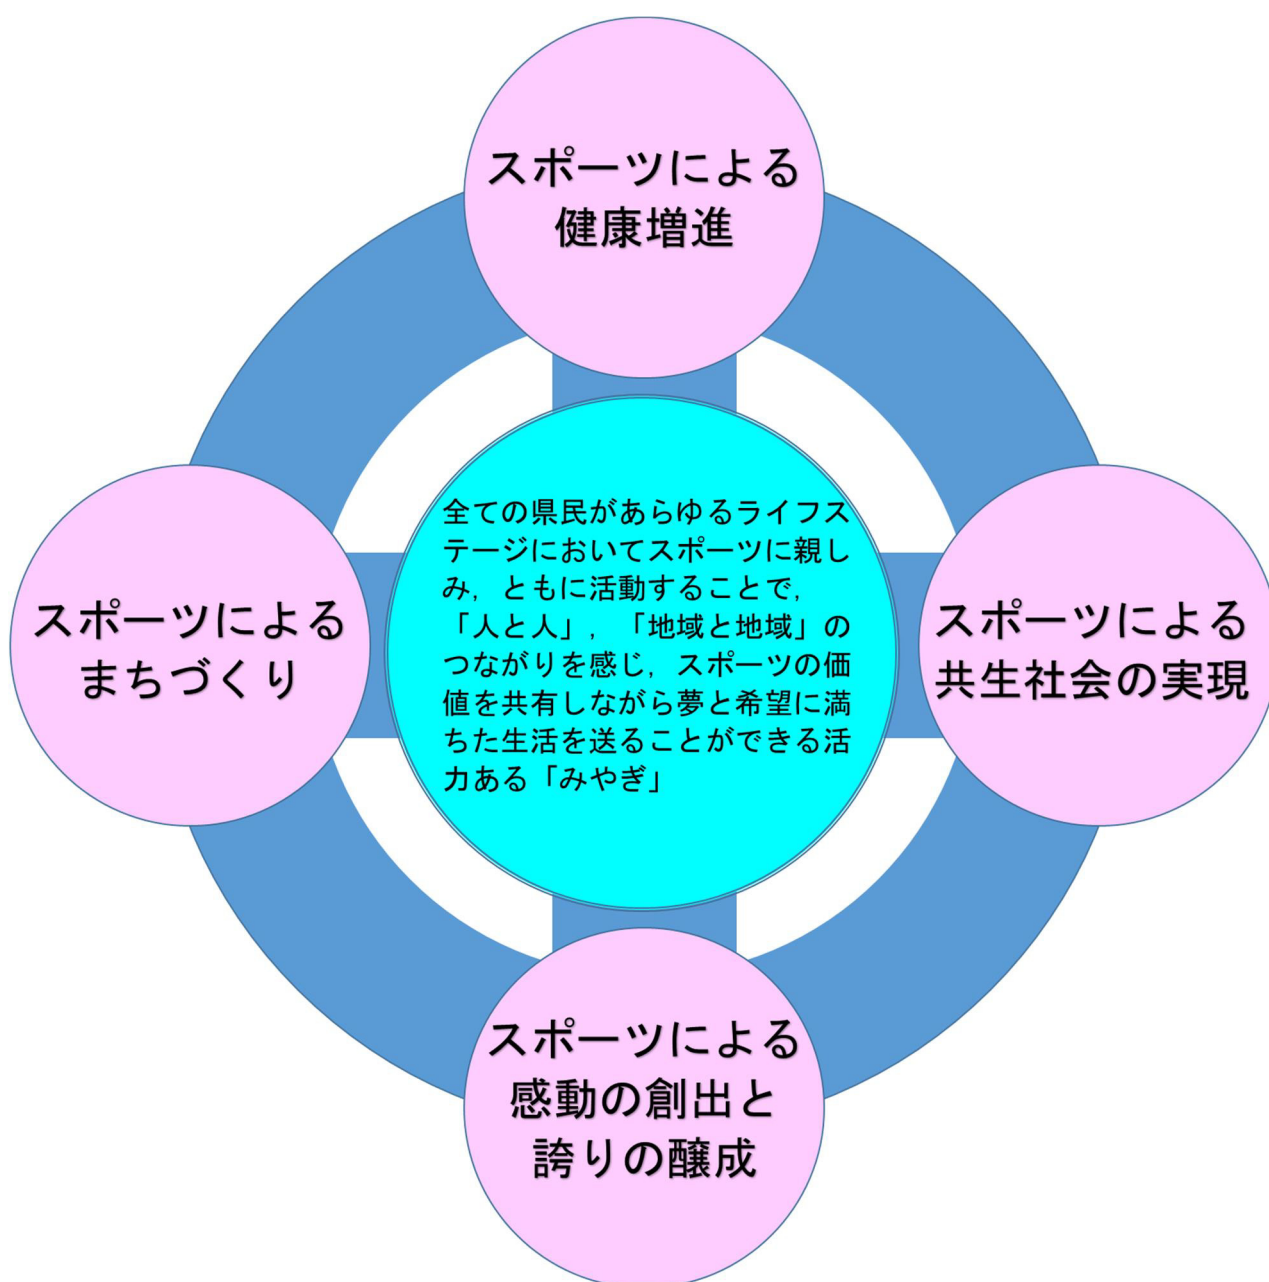 スポーツによる
健康増進
スポーツによる
まちづくり
全ての県民があらゆるライフス
テージにおいてスポーツに親し
み，ともに活動することで，
「人と人」，「地域と地域」の
つながりを感じ，スポーツの価
値を共有しながら夢と希望に満
ちた生活を送ることができる活
力ある「みやぎ」
スポーツによる
共生社会の実現
スポーツによる
感動の創出と
誇りの醸成